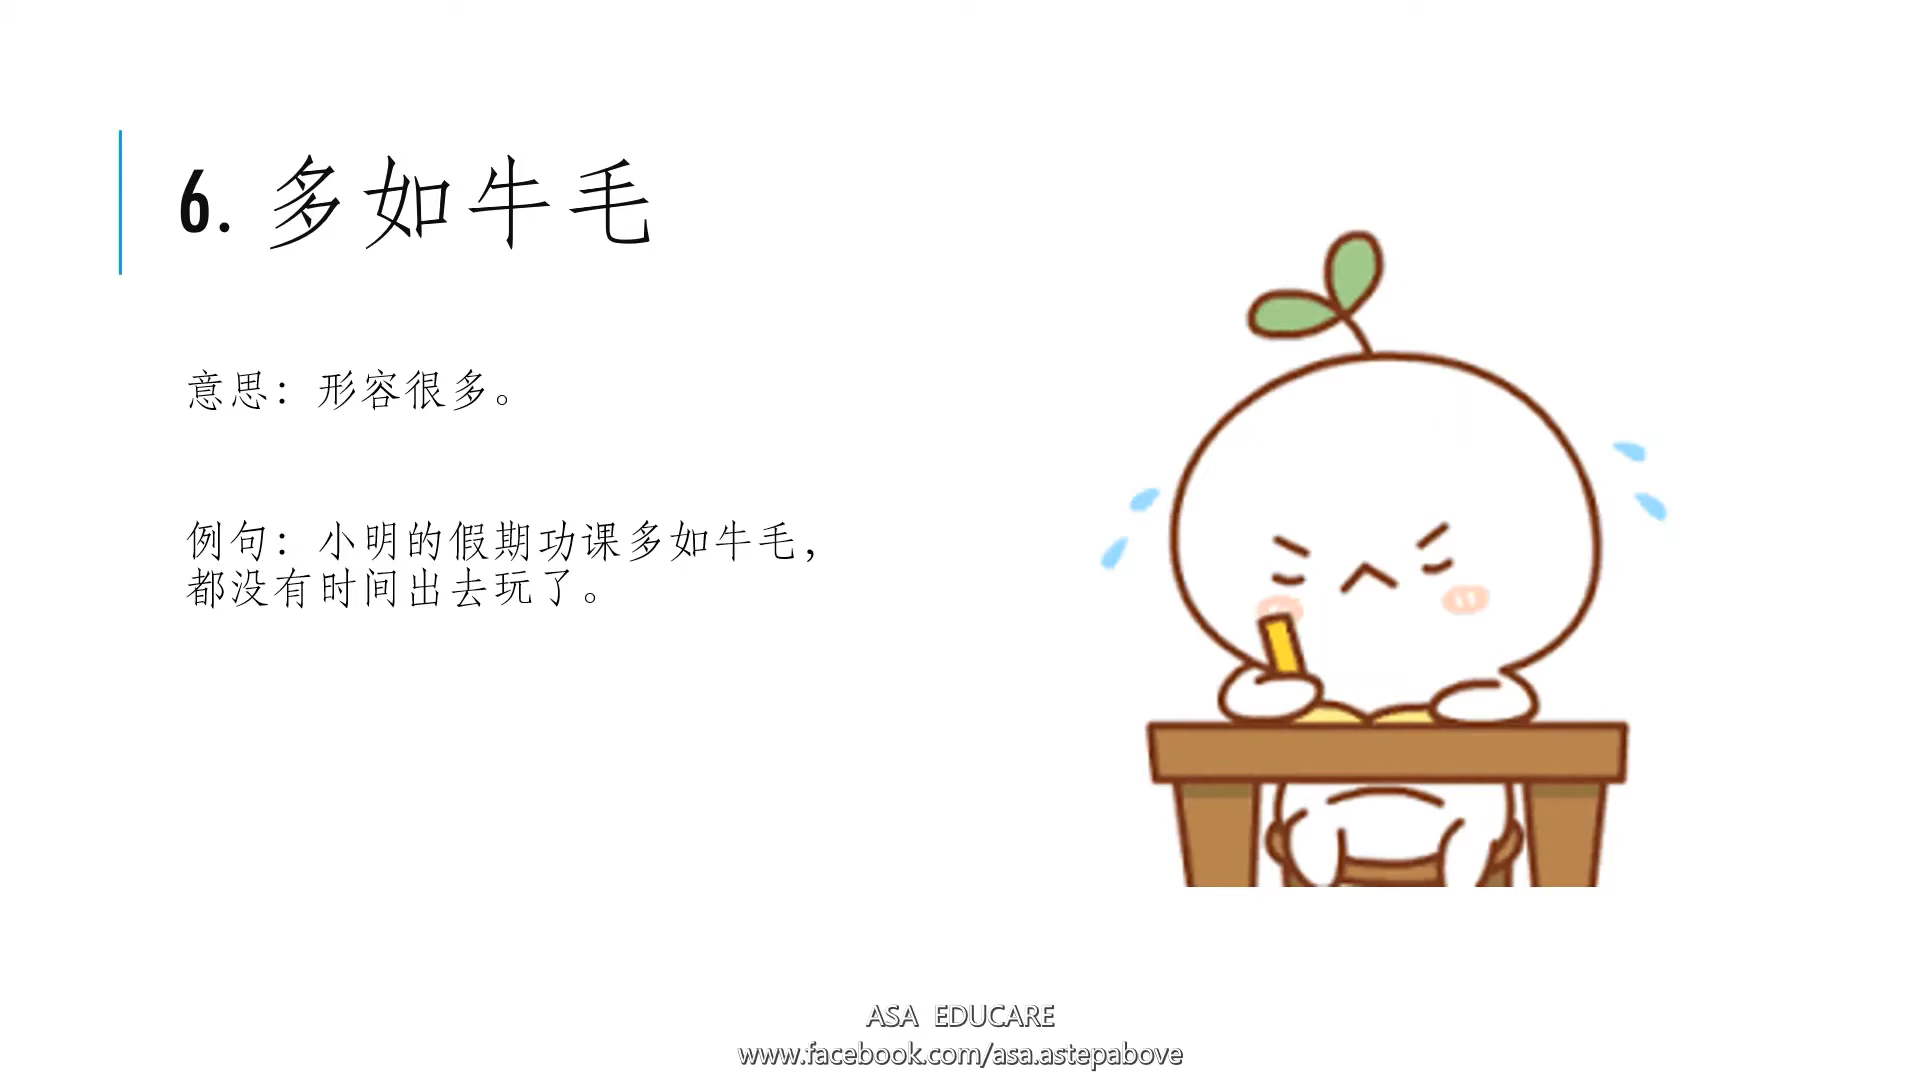 6. 多如牛毛
意思：形容很多。
例句：小明的假期功课多如牛毛，
都没有时间出去玩了。
ASA EDUCARE
www.facebook.com/asa.astepabove